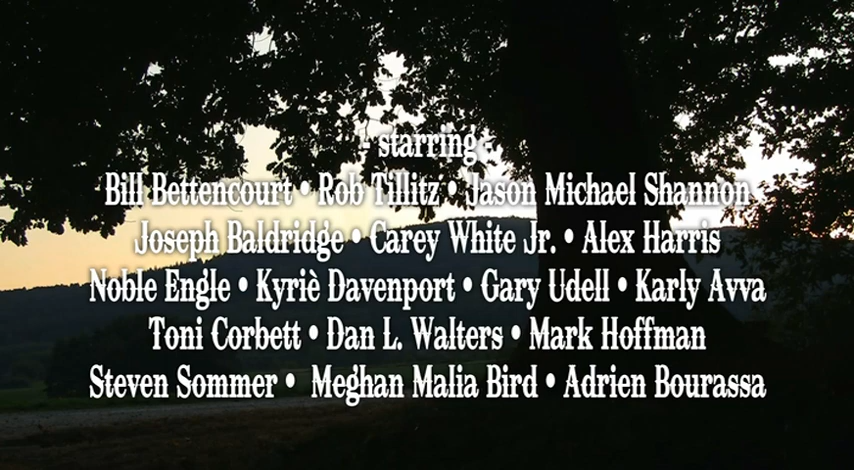 - starring -
Bill Bettencourt • Rob Tillitz • Jason Michael Shannon
Joseph Baldridge • Carey White Jr. • Alex Harris
Noble Engle • Kyriè Davenport • Gary Udell • Karly Avva
Toni Corbett • Dan L. Walters • Mark Hoffman
Steven Sommer • Meghan Malia Bird • Adrien Bourassa